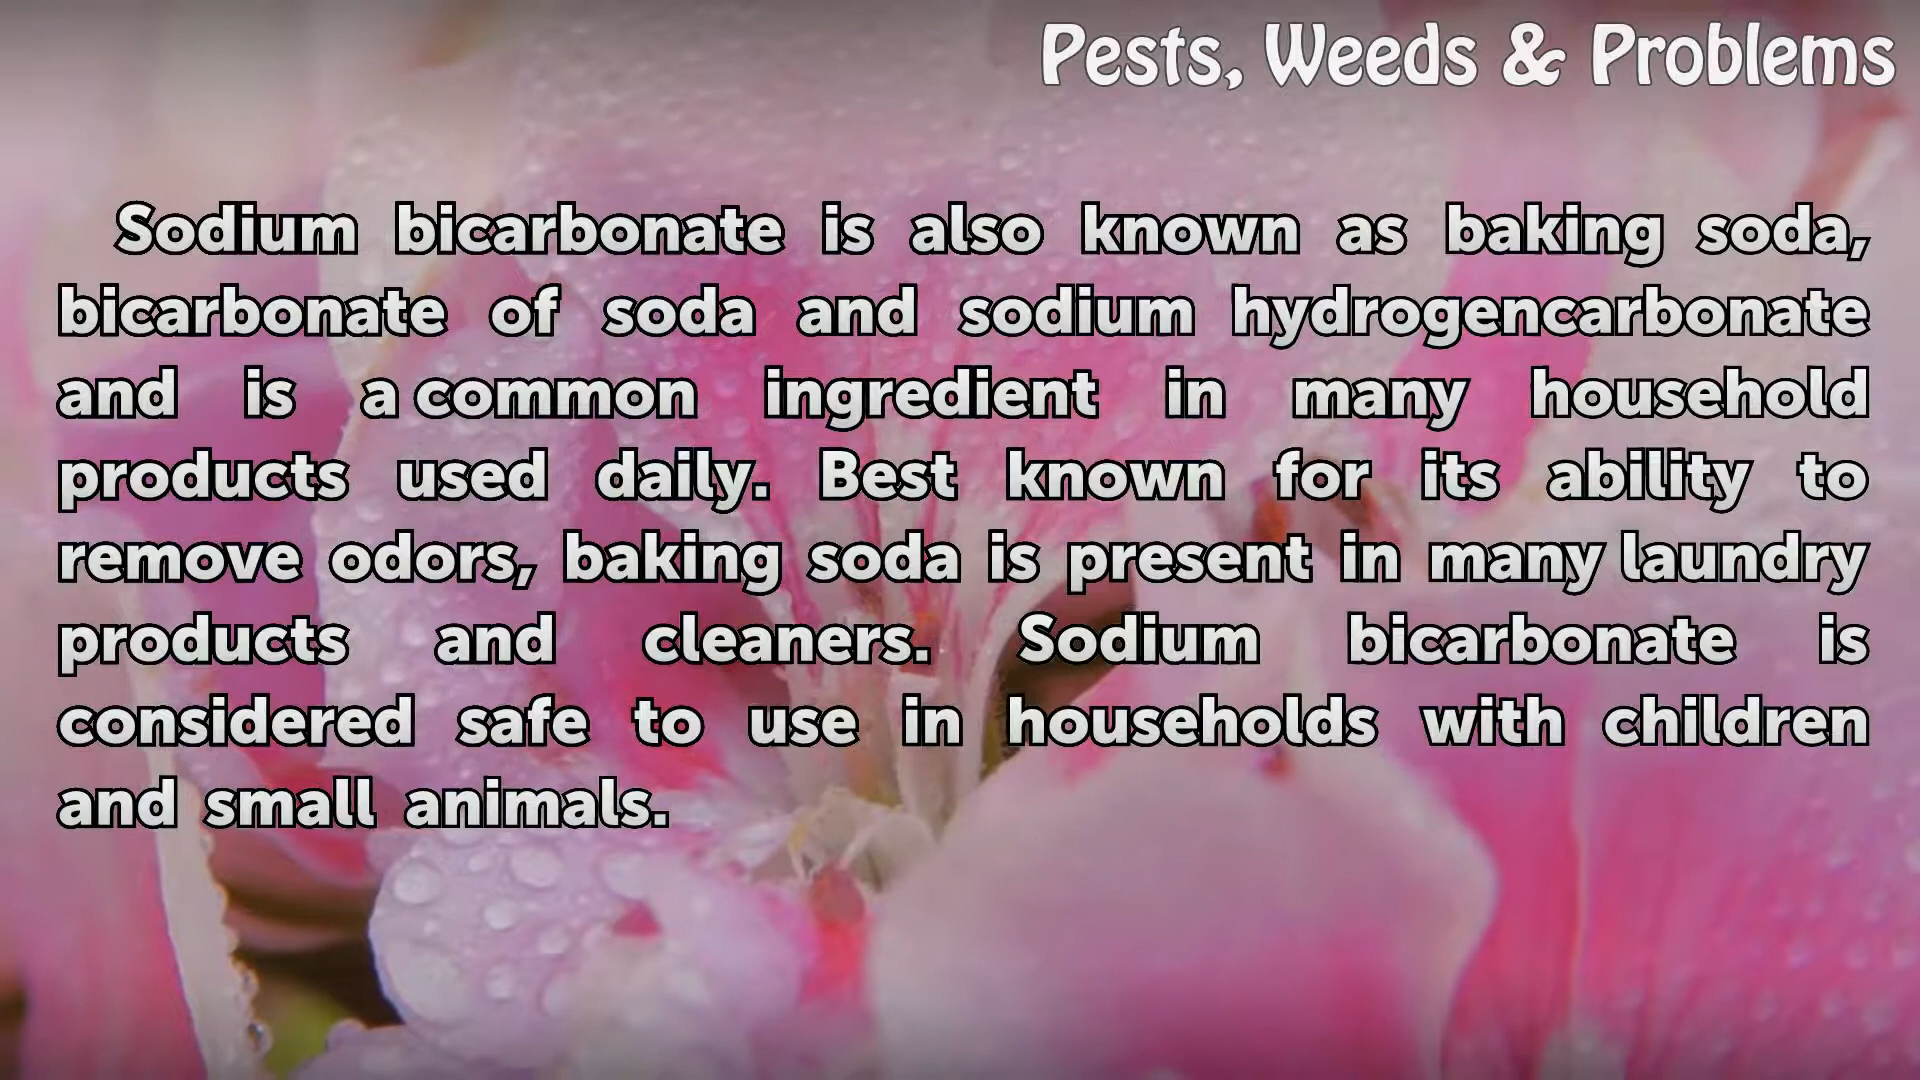 Pests, Weeds & Problems
Sodium bicarbonate is also known as baking soda,
bicarbonate of soda and sodium hydrogencarbonate
and is a common ingredient in many household
products used daily. Best known for its ability to
remove odors, baking soda is present in many laundry
products and cleaners. Sodium bicarbonate is
considered safe to use in households with children
and small animals.